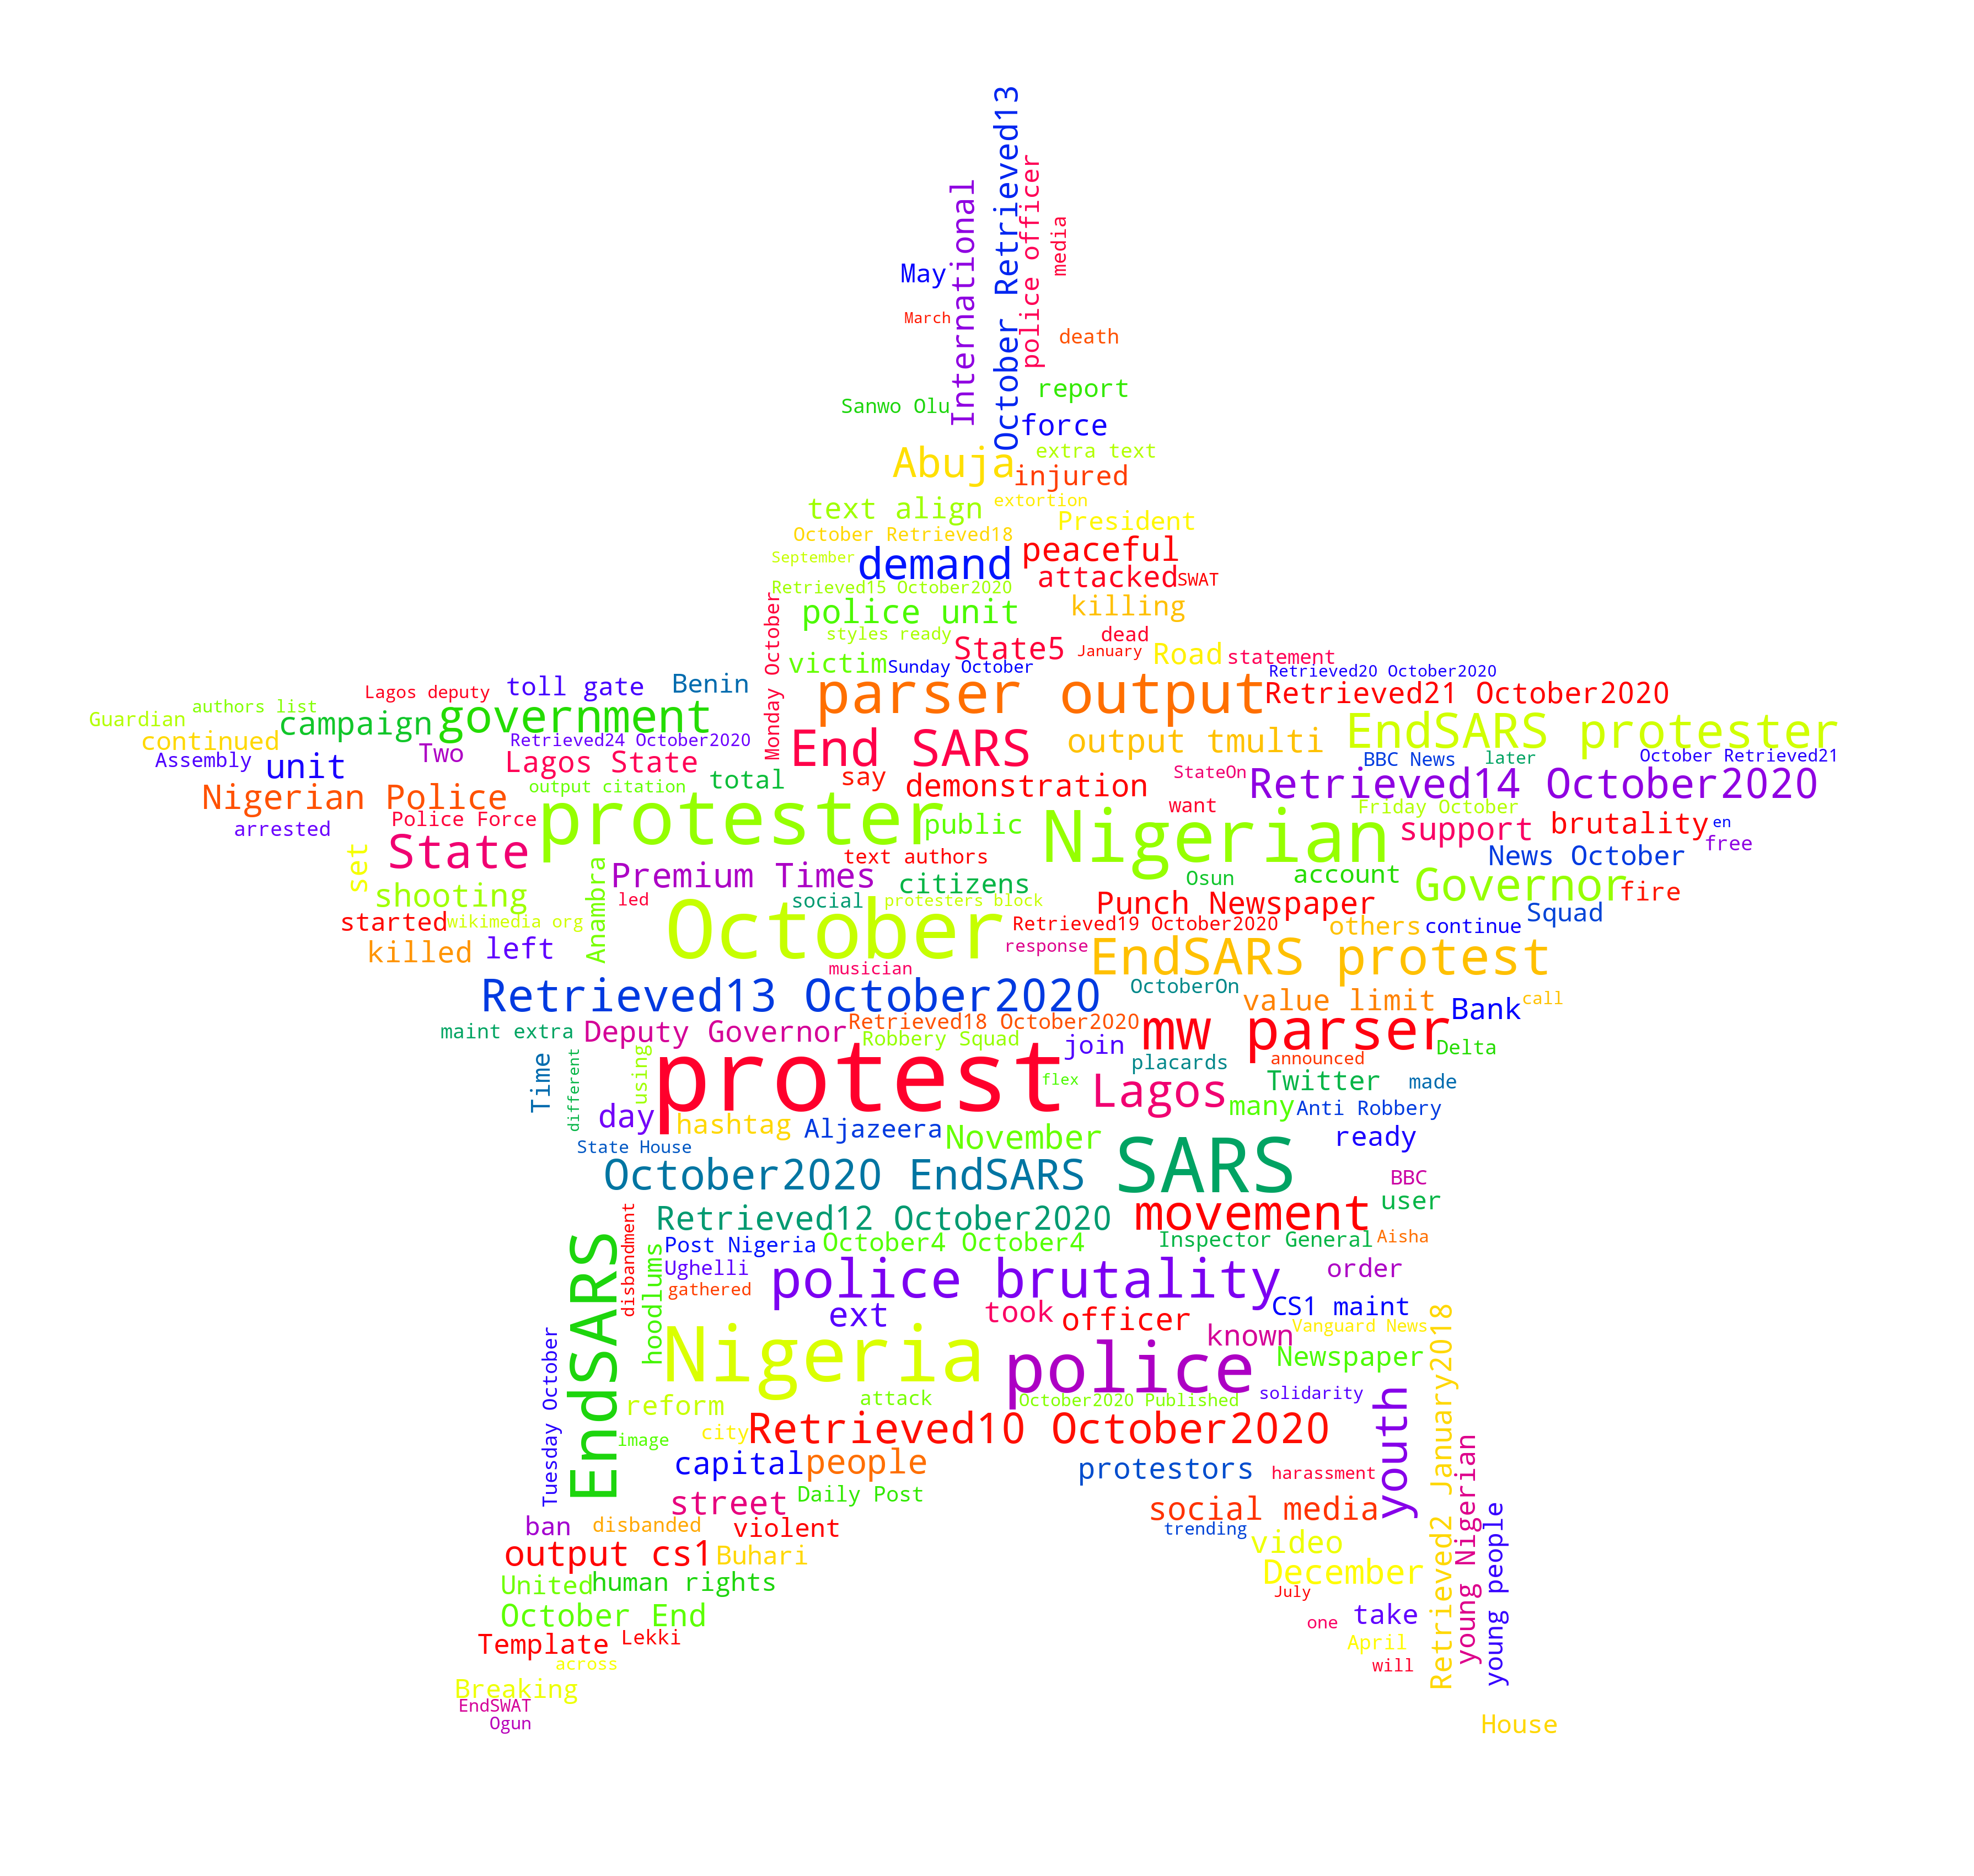 October Retrieved13
police officer
International
media
May
March
death
report
Sanwo Olu
force
Abuja
extra text
injured
text align
extortion
President
October Retrieved18
peaceful
September
demand
attacked
SWAT
Retrieved15 October2020
killing
police unit
Monday October
styles ready
dead
State5
January
Road
statement
victim
Sunday October
Retrieved20 October2020
Lagos deputy
toll gate
Benin
parser output
Retrieved21 October2020
authors list
Guardian
campaign
government
EndSARS protester
continued
Retrieved24 October2020
End SARS
output tmulti
Assembly
unit
Two
Lagos State
BBC News
later
October Retrieved21
total
say
demonstration
StateOn
Retrieved14 October2020
Nigerian Police
output citation
protester
want
Friday October
arrested
Police Force
public
Nigerian
support
brutality
en
free
set
State
text authors
News October
Premium Times
citizens
Osun
account
Governor
fire
shooting
Anambra
led
social
protesters block
Punch Newspaper
Squad
started
wikimedia org
October
Retrieved19 October2020
others
continue
killed
left
response
EndSARS protest
musician
Retrieved13 October2020
OctoberOn
value limit
Bank
call
maint extra
Deputy Governor
Retrieved18 October2020
Robbery Squad
join
mw parser
Delta
Time
different
using
protest
placards
announced
flex
Lagos
Twitter
made
day
many
Anti Robbery
hashtag
Aljazeera
November
ready
State House
October2020 EndSARS
SARS
BBC
user
Retrieved12 October2020
movement
disbandment
Post Nigeria
October4 October4
Inspector General
Aisha
EndSARS
hoodlums
Ughelli
gathered
police brutality
order
ext
took
officer
CS1 maint
known
Vanguard News
Nigeria
police
Newspaper
Retrieved2 January2018
Tuesday October
attack
October2020 Published
solidarity
youth
reform
city
Retrieved10 October2020
image
capital
people
protestors
harassment
young Nigerian
street
Daily Post
social media
young people
ban
disbanded
violent
trending
video
output cs1
Buhari
December
United
human rights
July
October End
one
take
Template
Lekki
April
across
will
Breaking
EndSWAT
Ogun
House